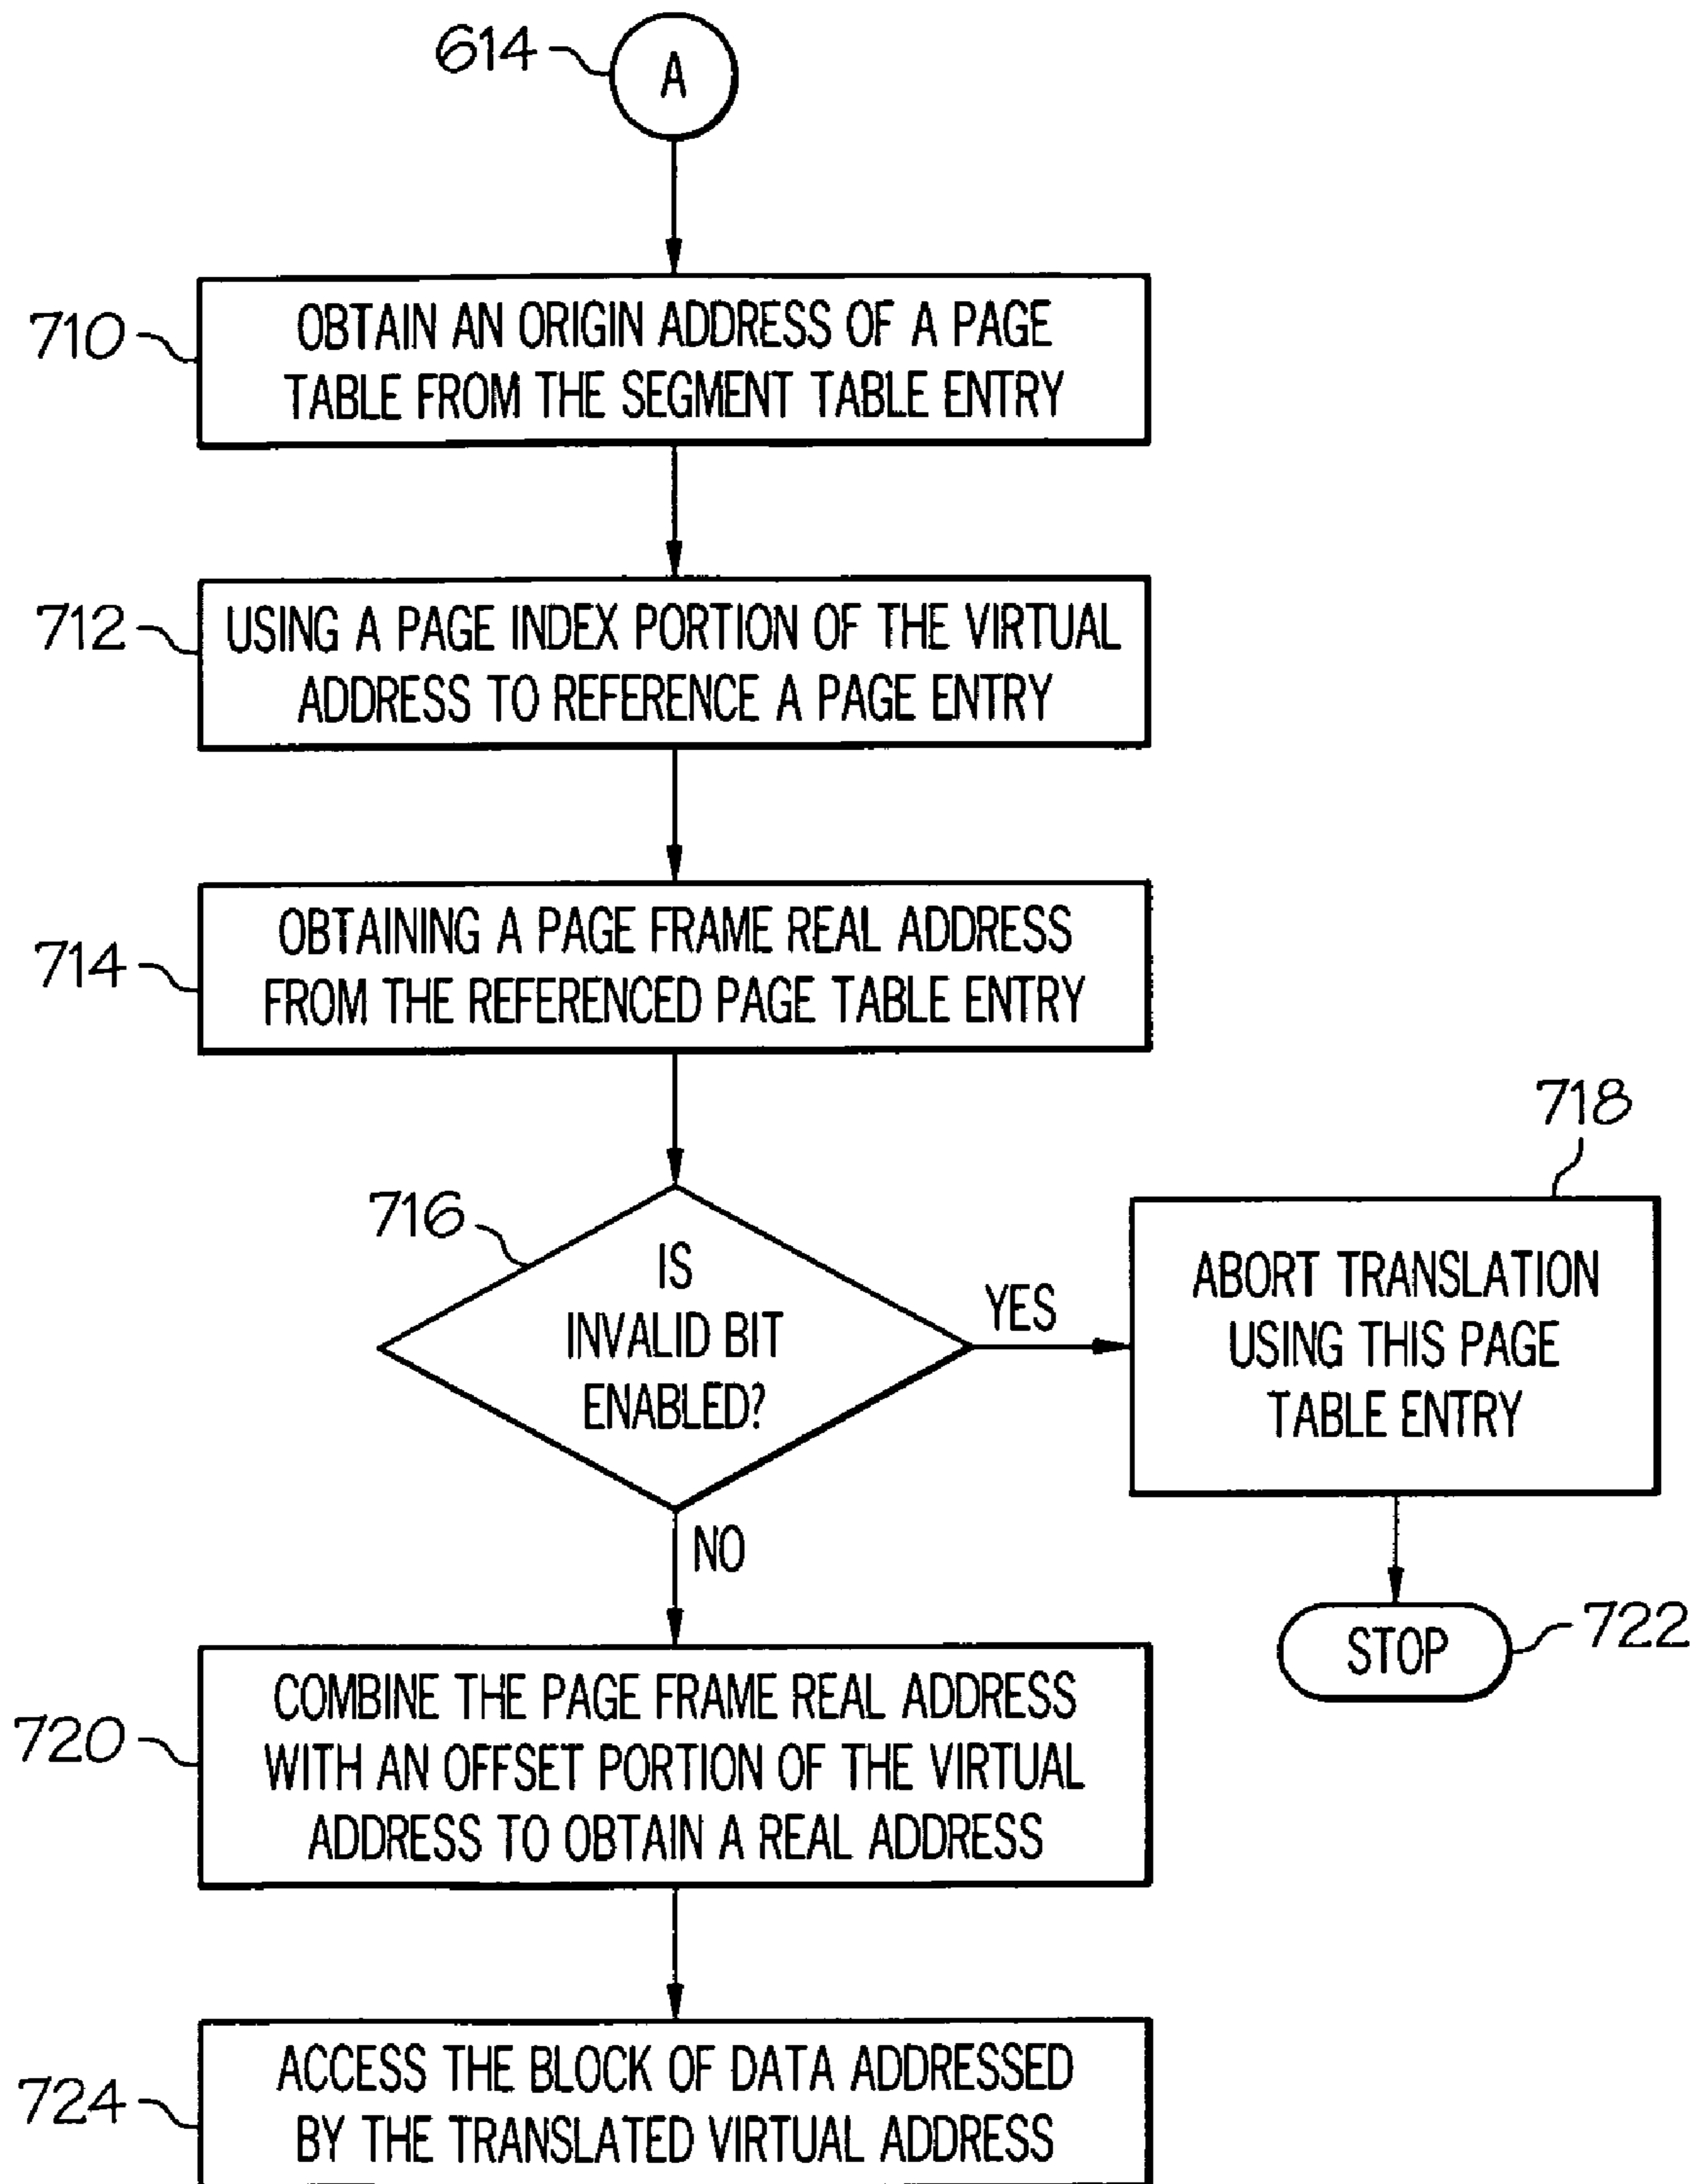 614
A
710
OBTAIN AN ORIGIN ADDRESS OF A PAGE
TABLE FROM THE SEGMENT TABLE ENTRY
712
USING A PAGE INDEX PORTION OF THE VIRTUAL
ADDRESS TO REFERENCE A PAGE ENTRY
714
OBTAINING A PAGE FRAME REAL ADDRESS
FROM THE REFERENCED PAGE TABLE ENTRY
716
IS
INVALID BIT
ENABLED?
YES
718
ABORT TRANSLATION
USING THIS PAGE
TABLE ENTRY
NO
STOP
722
720
COMBINE THE PAGE FRAME REAL ADDRESS
WITH AN OFFSET PORTION OF THE VIRTUAL
ADDRESS TO OBTAIN A REAL ADDRESS
724
ACCESS THE BLOCK OF DATA ADDRESSED
BY THE TRANSLATED VIRTUAL ADDRESS